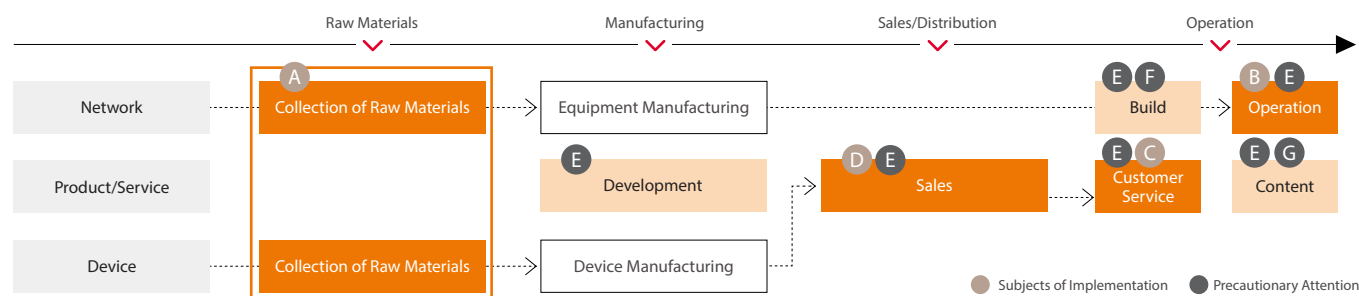 Raw Materials
Manufacturing
Sales/Distribution
Operation
A
E F
B E
Network
Collection of Raw Materials
Equipment Manufacturing
Build
Operation
E
D E
E C
E G
Product/Service
Development
Sales
Customer
Service
Content
Device
Collection of Raw Materials
Device Manufacturing
Subjects of Implementation
Precautionary Attention